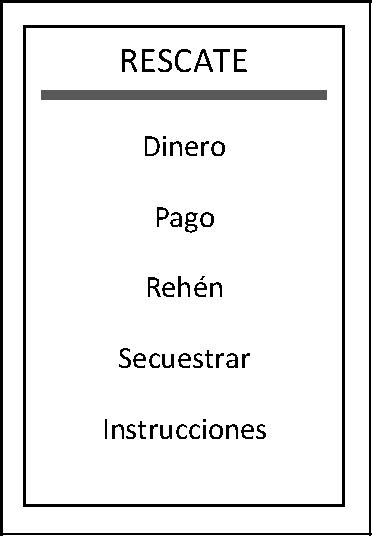 RESCATE
Dinero
Pago
Rehén
Secuestrar
Instrucciones